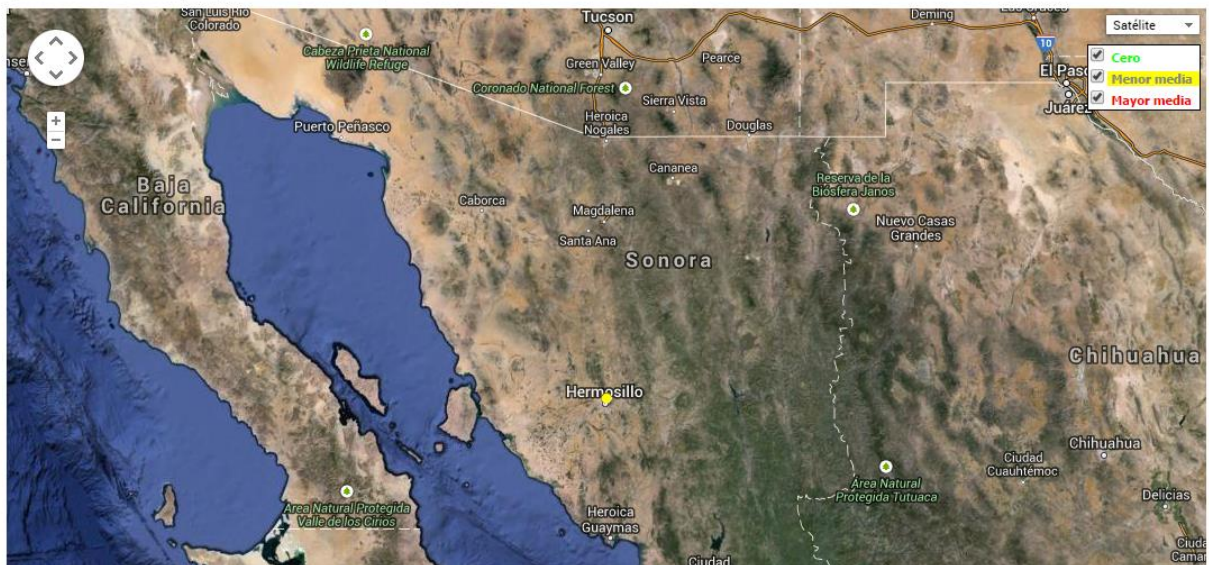 San Luis Río
Colorado
Tucson
Deming
Satélite
Cabeza Prieta National
Wildlife Refuge
10
Cero
Green Valley
Pearce
El Paso
Menor media
Coronado National Forest
Sierra Vista
Mayor media
Juárez
Heroica
Nogales
Puerto Peñasco
Douglas
Cananea
Baja
California
Reserva de la
Biosfera Janos
Caborca
Magdalena
Nuevo Casas
Grandes
Santa Ana
Sonora
Chihuahua
Hermosillo
Chihuahua
Ciudad
Cuauhtémoc
Área Natural
Protegida Tutuaca
Área Natural Protegida
Valle de los Cirios
Delicias
Heroica
Guaymas
Ciudad